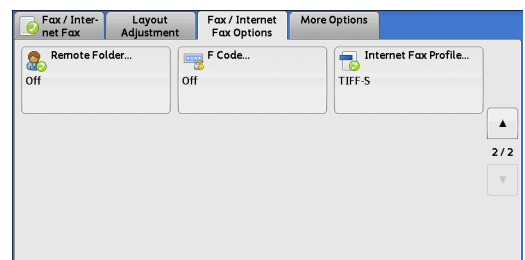 Fax / Inter-
net Fax
Layout
Adjustment
Fax / Internet
Fax Options
More Options
Remote Folder...
Off
F Code...
Off
Internet Fax Profile...
TIFF-S
2 / 2